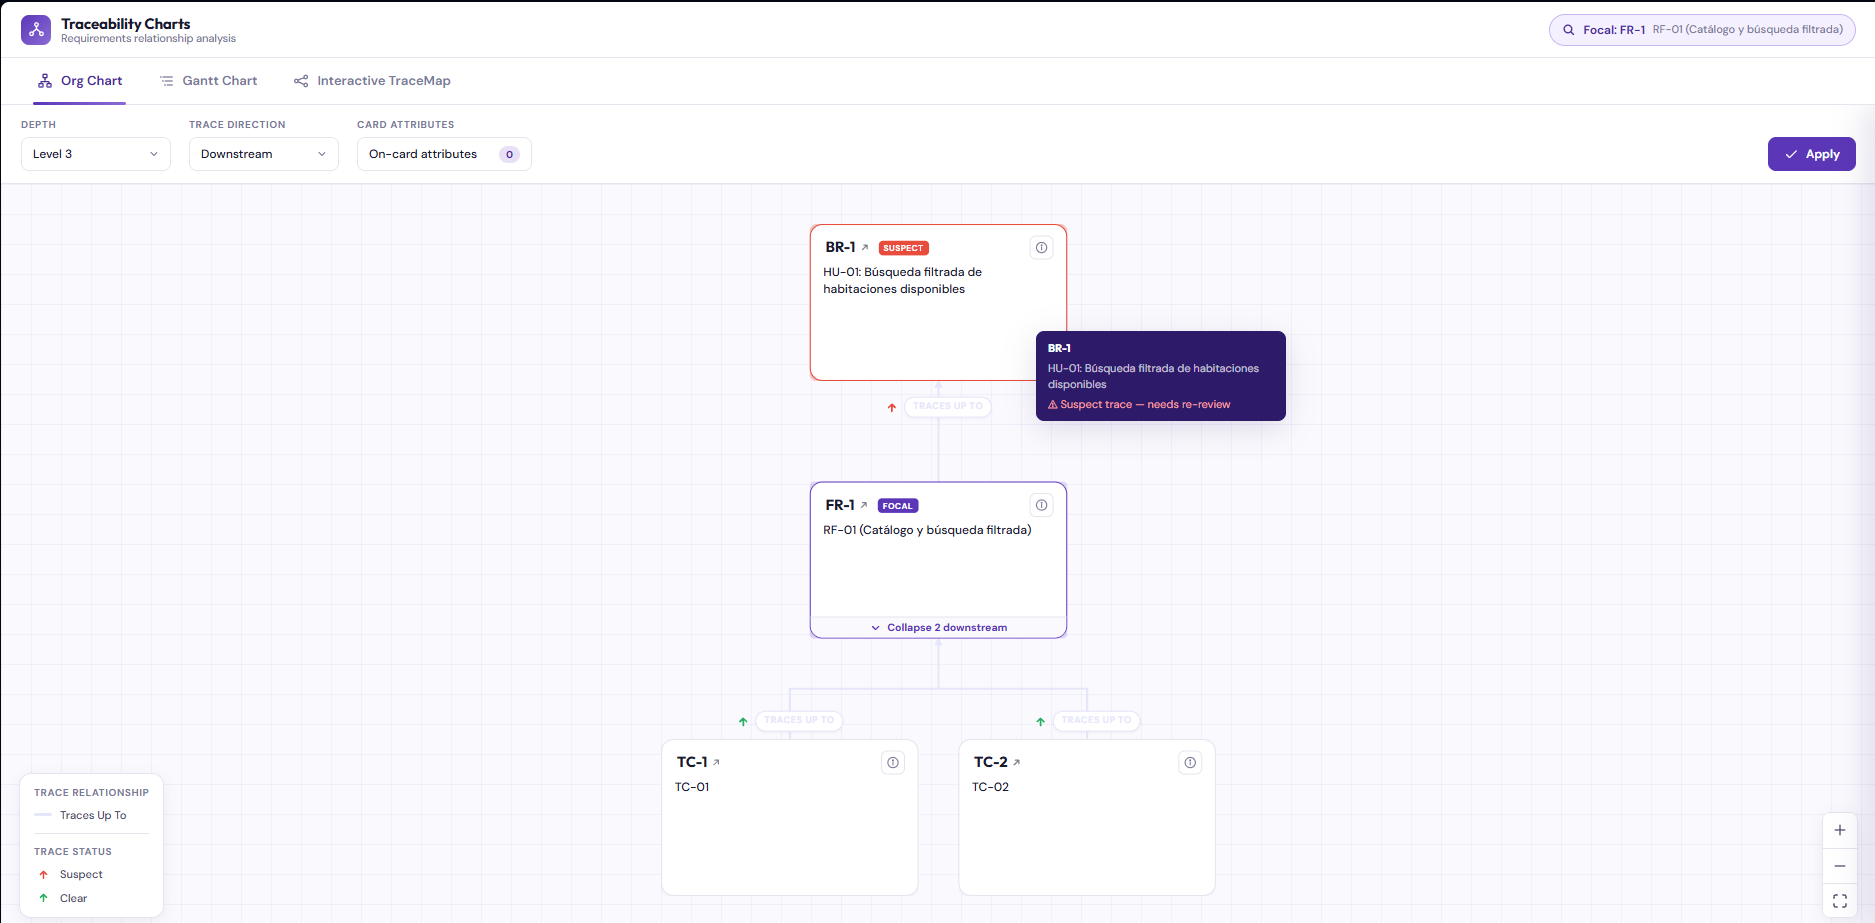 Traceability Charts
Requirements relationship analysis
Focal: FR-1 RF-01 (Catálogo y búsqueda filtrada)
Org Chart
Gantt Chart
Interactive TraceMap
DEPTH
TRACE DIRECTION
CARD ATTRIBUTES
Level 3
Downstream
On-card attributes 0
Apply
BR-1 SUSPECT
HU-01: Búsqueda filtrada de
habitaciones disponibles
BR-1
HU-01: Búsqueda filtrada de habitaciones
disponibles
Suspect trace — needs re-review
TRACES UP TO
FR-1 FOCAL
RF-01 (Catálogo y búsqueda filtrada)
Collapse 2 downstream
TRACES UP TO
TRACES UP TO
TC-1
TC-01
TC-2
TC-02
TRACE RELATIONSHIP
Traces Up To
TRACE STATUS
Suspect
Clear